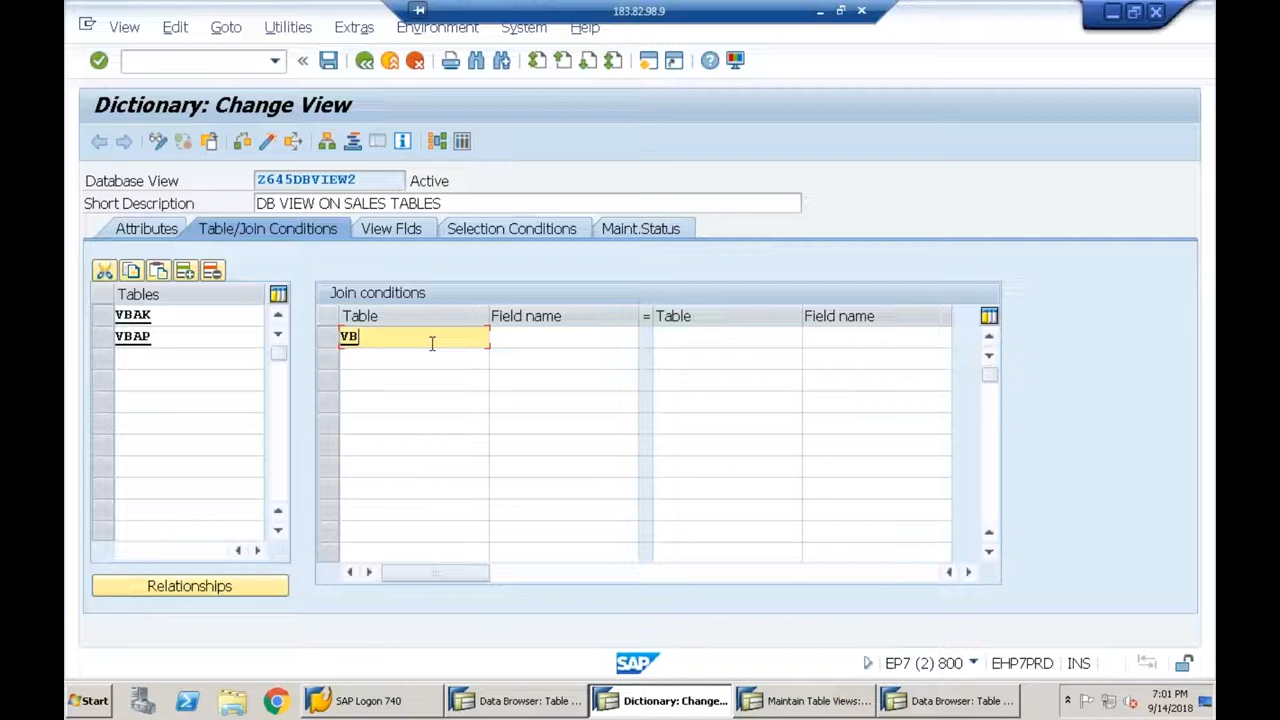 183.82.98.9
View Edit Goto Utilities Extras Environment System Help
Dictionary: Change View
Database View Z645DBVIEW2 Active
Short Description DB VIEW ON SALES TABLES
Attributes Table/Join Conditions View Flds Selection Conditions Maint.Status
Tables
VBAK
VBAP
Relationships
Join conditions
Table Field name = Table Field name
VB
SAP
EP7 (2) 800 EHP7PRD INS
Start SAP Logon 740 Data Browser: Table ... Dictionary: Change... Maintain Table Views:... Data Browser: Table ... 7:01 PM
9/14/2018